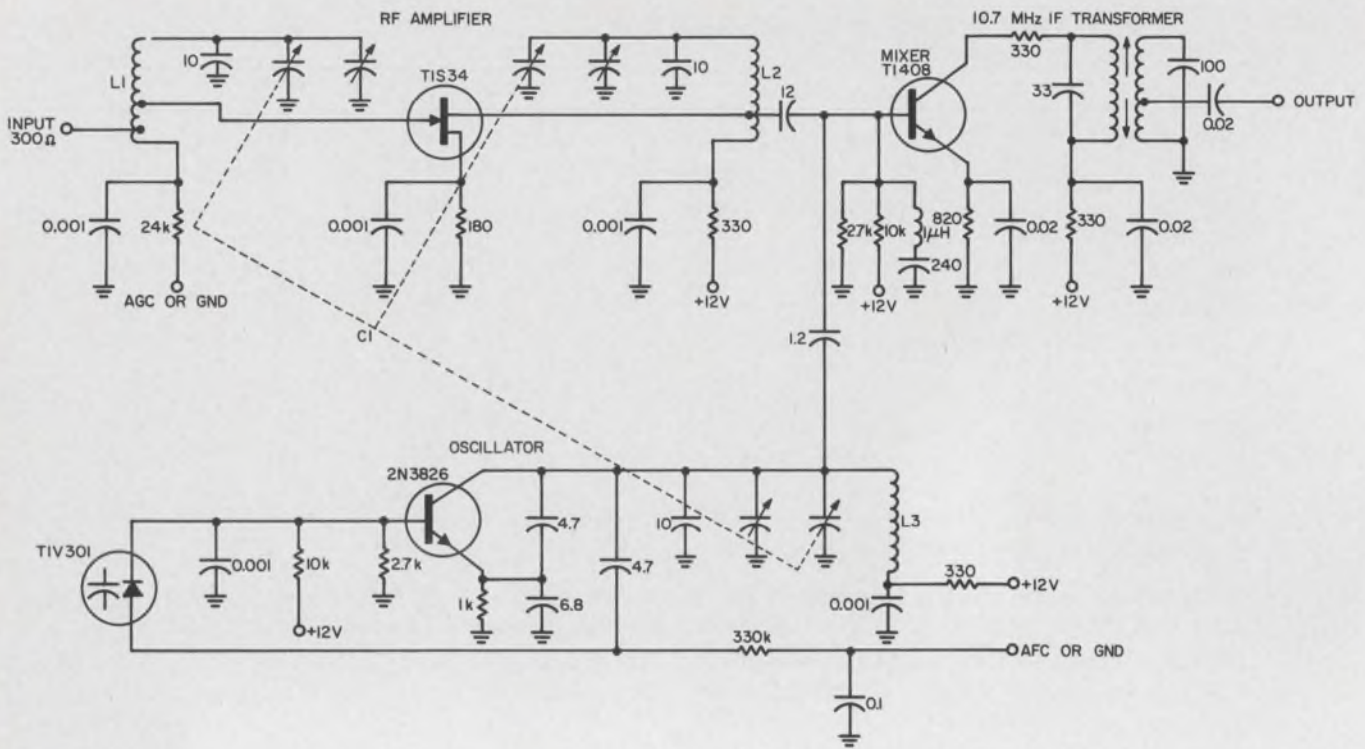 RF AMPLIFIER
10.7 MHz IF TRANSFORMER
330
MIXER
TI408
10
L1
TIS34
10
L2
12
33
100
OUTPUT
0.02
INPUT
300Ω
0.001
24k
0.001
180
0.001
330
2.7k
10k
1μH
240
820
0.02
330
0.02
AGC OR GND
+12V
+12V
+12V
C1
1.2
OSCILLATOR
2N3826
TIV301
0.001
10k
2.7k
4.7
4.7
10
L3
1k
6.8
330
+12V
0.001
+12V
330k
AFC OR GND
0.1